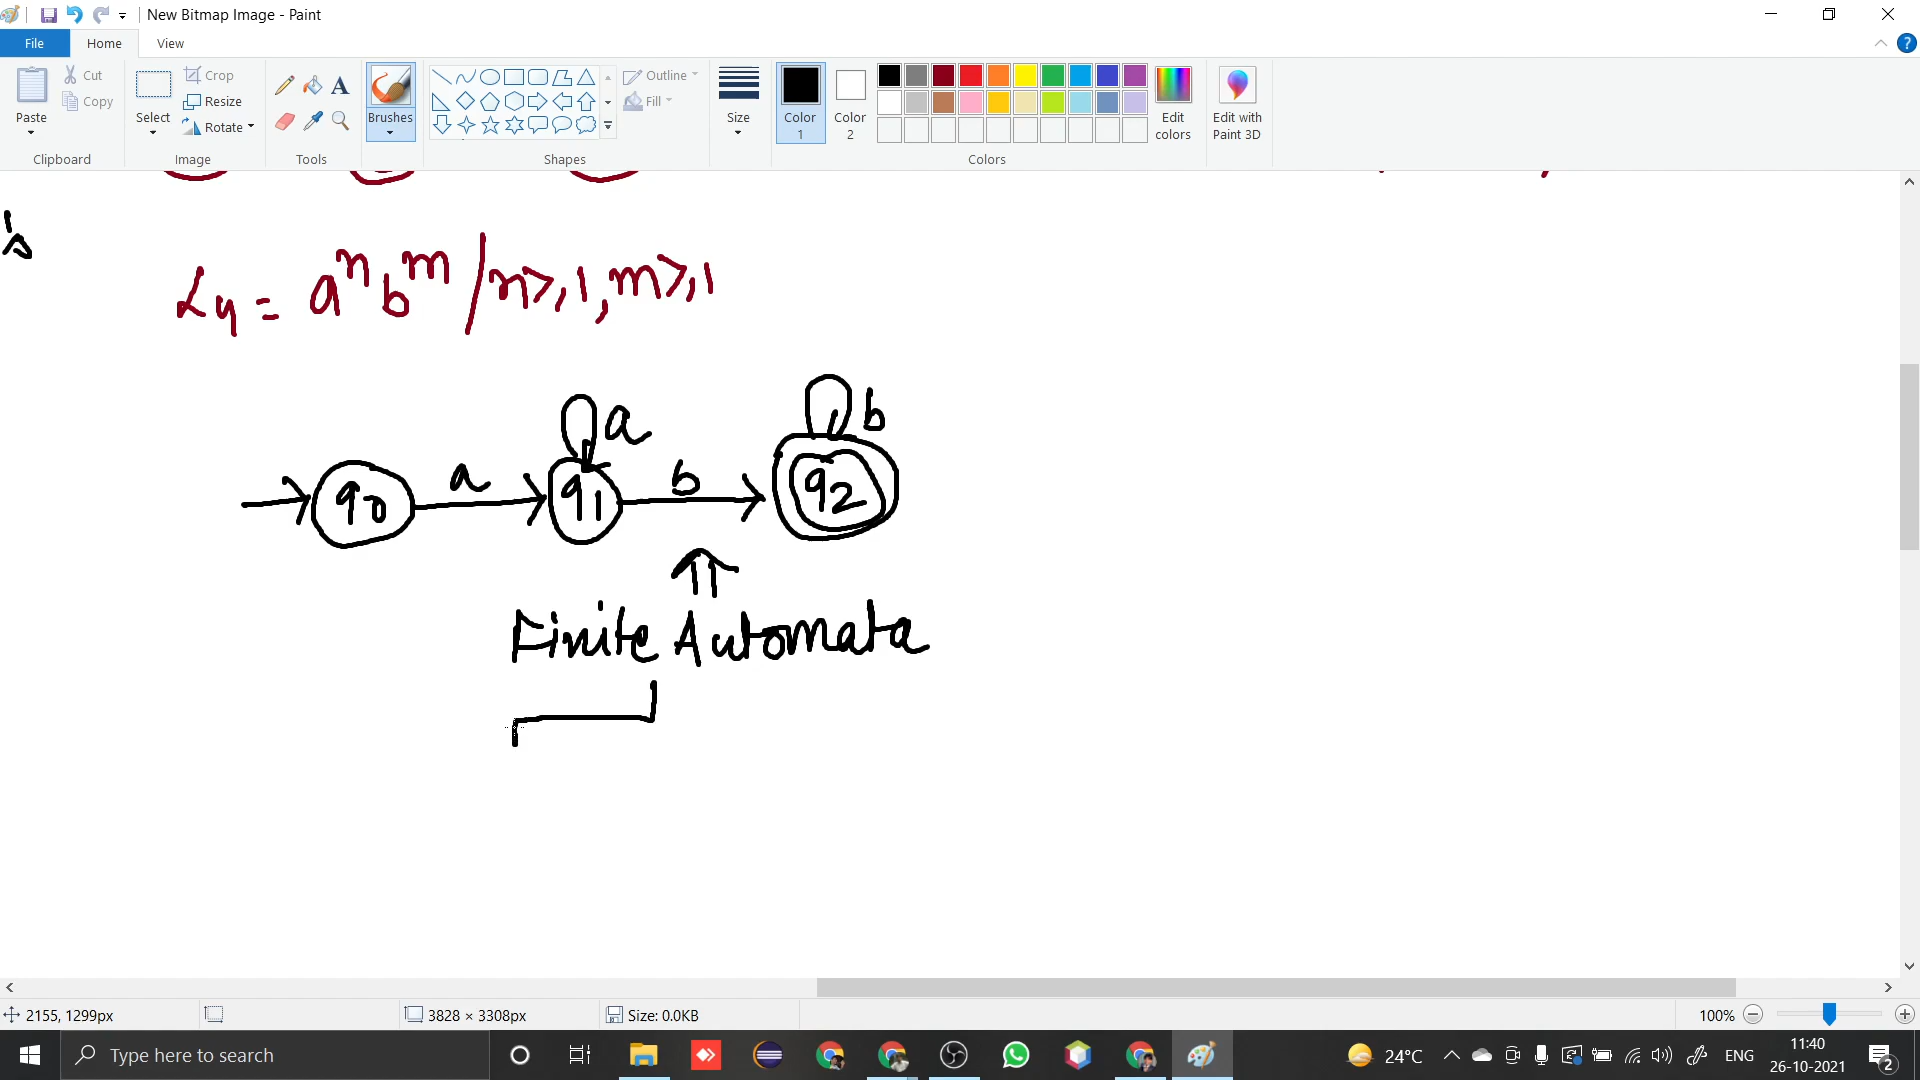 New Bitmap Image - Paint
File Home View
Paste
Cut
Copy
Clipboard
Select
Crop
Resize
Rotate
Image
A
Tools
Brushes
Outline
Fill
Shapes
Size
Color 1
Color 2
Edit colors
Edit with Paint 3D
Colors
's
L4 = a^n b^m / n≥1, m≥1
a b
→ q0 a → q1 b → q2
Finite Automata
2155, 1299px 3828 × 3308px Size: 0.0KB 100%
Type here to search
24°C ENG 11:40
26-10-2021
2